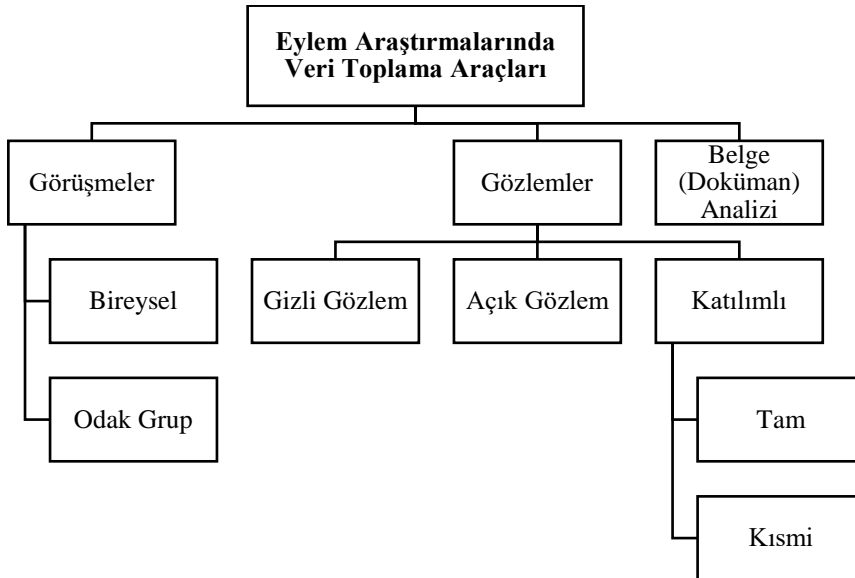 Eylem Araştırmalarında
Veri Toplama Araçları
Görüşmeler
Gözlemler
Belge
(Doküman)
Analizi
Bireysel
Gizli Gözlem
Açık Gözlem
Katılımlı
Odak Grup
Tam
Kısmi